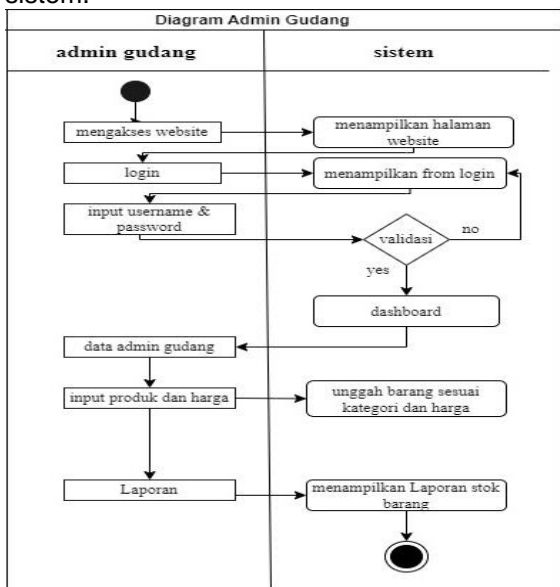 sistem.
Diagram Admin Gudang
admin gudang
sistem
mengakses website
menampilkan halaman
website
login
menampilkan from login
input username &
password
validasi
no
yes
dashboard
data admin gudang
input produk dan harga
unggah barang sesuai
kategori dan harga
Laporan
menampilkan Laporan stok
barang